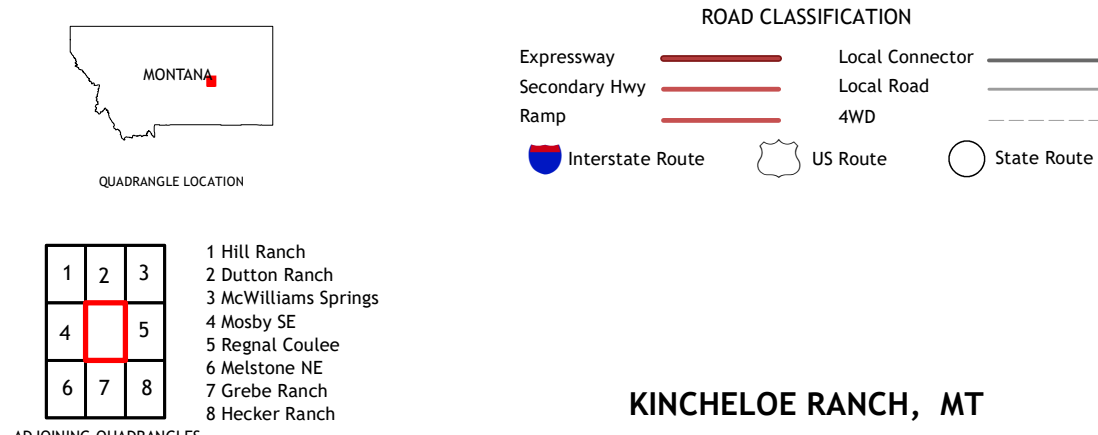 MONTANA
QUADRANGLE LOCATION
ROAD CLASSIFICATION
Expressway
Secondary Hwy
Ramp
Local Connector
Local Road
4WD
Interstate Route
US Route
State Route
1 2 3
4 5
6 7 8
1 Hill Ranch
2 Dutton Ranch
3 McWilliams Springs
4 Mosby SE
5 Regnal Coulee
6 Melstone NE
7 Grebe Ranch
8 Hecker Ranch
ADJOINING QUADRANGLES
KINCHELOE RANCH, MT